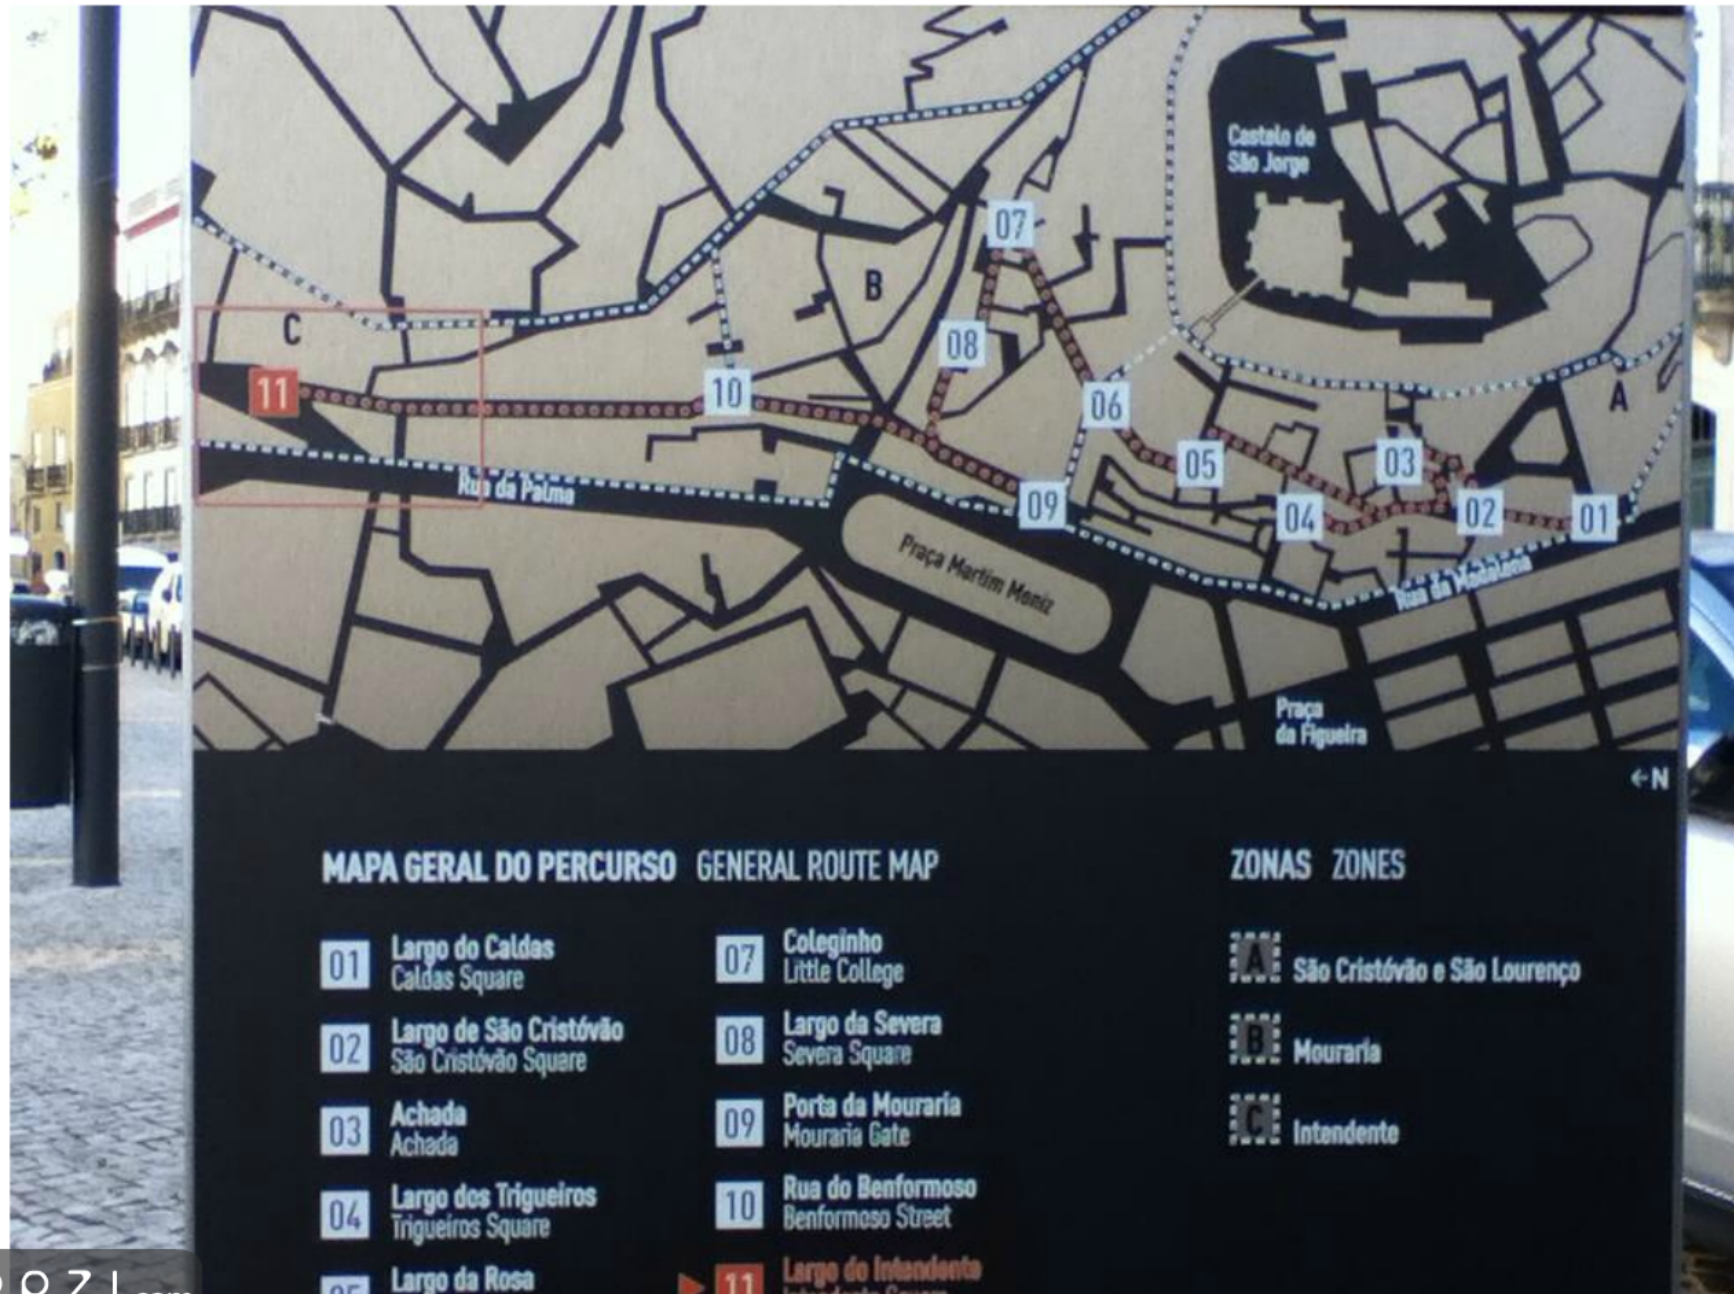 Castelo de
São Jorge
07
B
08
C
11
10
06
A
05
03
09
04
02
01
Rua da Palma
Praça Martim Moniz
Rua da Madalena
Praça
da Figueira
←N
MAPA GERAL DO PERCURSO GENERAL ROUTE MAP
ZONAS ZONES
01 Largo do Caldas
Caldas Square
02 Largo de São Cristóvão
São Cristóvão Square
03 Achada
Achada
04 Largo dos Trigueiros
Trigueiros Square
05 Largo da Rosa
07 Coleginho
Little College
08 Largo da Severa
Severa Square
09 Porta da Mouraria
Mouraria Gate
10 Rua do Benformoso
Benformoso Street
11 Largo do Intendente
Intendente Square
A São Cristóvão e São Lourenço
B Mouraria
C Intendente